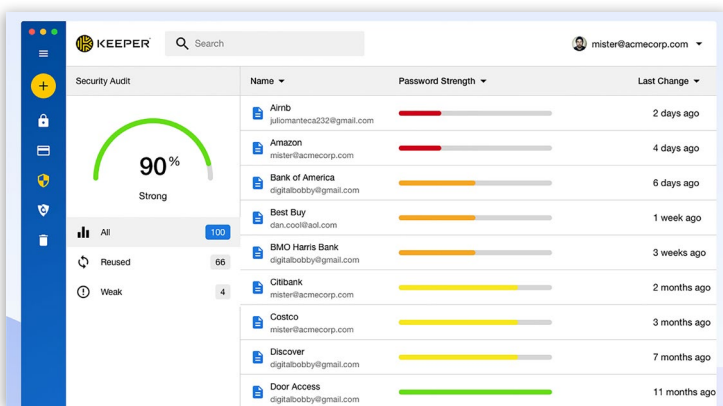 KEEPER
Search
mister@acmecorp.com
Security Audit
Name
Password Strength
Last Change
90%
Strong
All 100
Reused 66
Weak 4
Airnb
juliomanteca232@gmail.com
2 days ago
Amazon
mister@acmecorp.com
4 days ago
Bank of America
digitalbobby@gmail.com
6 days ago
Best Buy
dan.cool@aol.com
1 week ago
BMO Harris Bank
digitalbobby@gmail.com
3 weeks ago
Citibank
mister@acmecorp.com
2 months ago
Costco
mister@acmecorp.com
3 months ago
Discover
digitalbobby@gmail.com
7 months ago
Door Access
digitalbobby@gmail.com
11 months ago